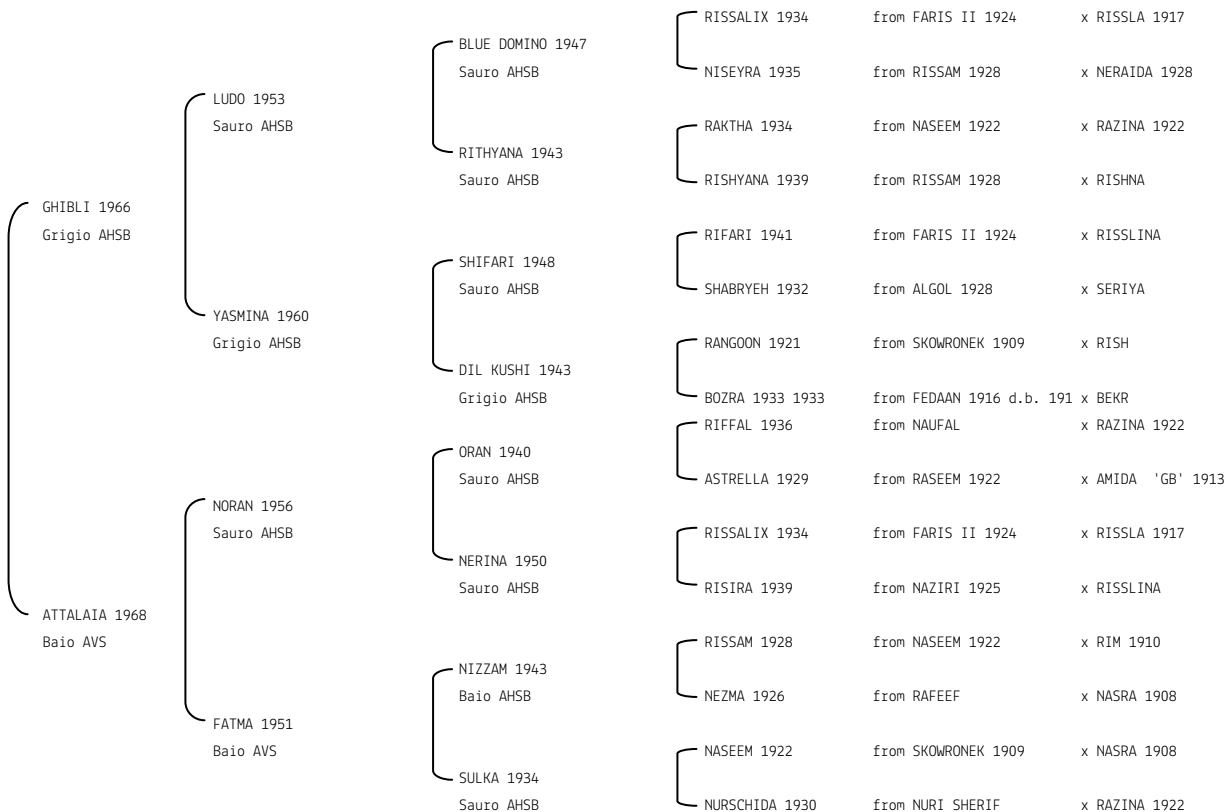 RISSALIX 1934 from FARIS II 1924 x RISSLA 1917
BLUE DOMINO 1947
Sauro AHSB NISEYRA 1935 from RISSAM 1928 x NERAIDA 1928
LUDO 1953
Sauro AHSB RAKTHA 1934 from NASEEM 1922 x RAZINA 1922
RITHYANA 1943
Sauro AHSB RISHYANA 1939 from RISSAM 1928 x RISHNA
GHIBLI 1966
Grigio AHSB RIFARI 1941 from FARIS II 1924 x RISSLINA
SHIFARI 1948
Sauro AHSB SHABRYEH 1932 from ALGOL 1928 x SERIYA
YASMINA 1960
Grigio AHSB RANGOON 1921 from SKOWRONEK 1909 x RISH
DIL KUSHI 1943
Grigio AHSB BOZRA 1933 1933 from FEDAAN 1916 d.b. 191 x BEKR
RIFFAL 1936 from NAUFAL x RAZINA 1922
ORAN 1940
Sauro AHSB ASTRELLA 1929 from RASEEM 1922 x AMIDA 'GB' 1913
NORAN 1956
Sauro AHSB RISSALIX 1934 from FARIS II 1924 x RISSLA 1917
NERINA 1950
Sauro AHSB RISIRA 1939 from NAZIRI 1925 x RISSLINA
ATTALAIA 1968
Baio AVS RISSAM 1928 from NASEEM 1922 x RIM 1910
NIZZAM 1943
Baio AHSB NEZMA 1926 from RAFEEF x NASRA 1908
FATMA 1951
Baio AVS NASEEM 1922 from SKOWRONEK 1909 x NASRA 1908
SULKA 1934
Sauro AHSB NURSCHIDA 1930 from NURI SHERIF x RAZINA 1922